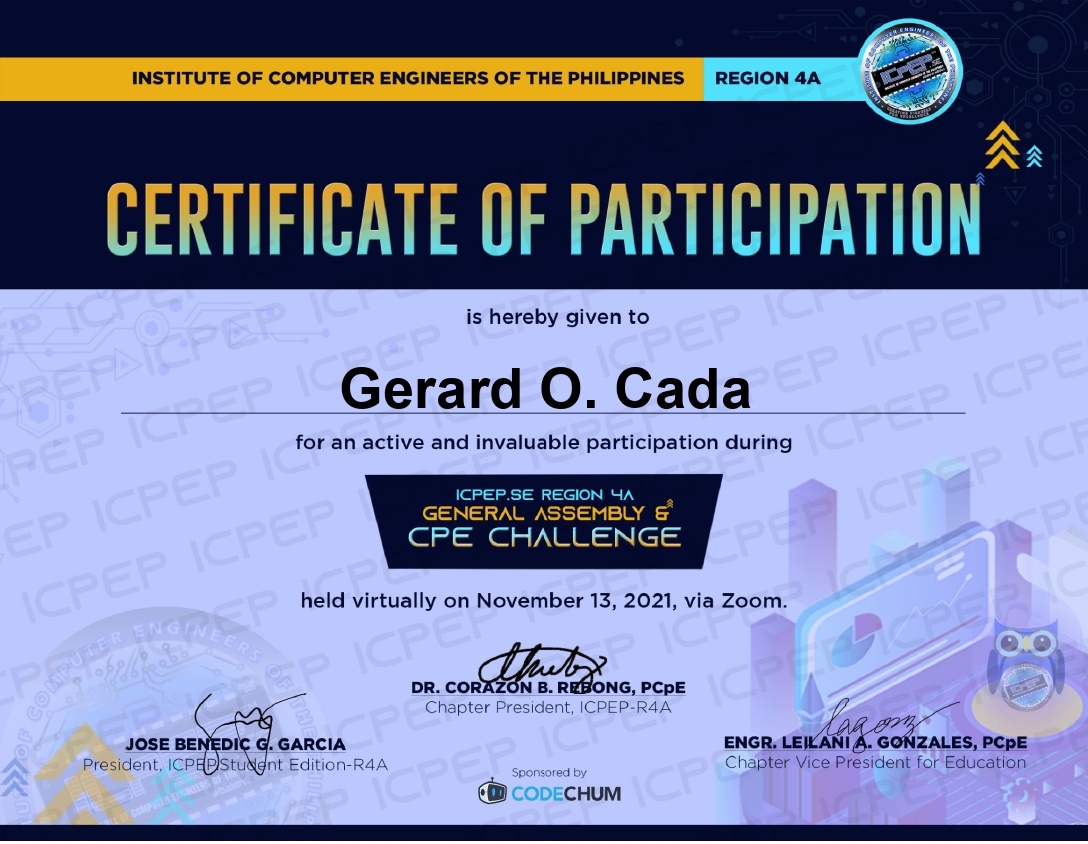 INSTITUTE OF COMPUTER ENGINEERS OF THE PHILIPPINES REGION 4A
ICPEP
CERTIFICATE OF PARTICIPATION
is hereby given to
Gerard O. Cada
for an active and invaluable participation during
ICPEP.SE REGION 4A
GENERAL ASSEMBLY &
CPE CHALLENGE
held virtually on November 13, 2021, via Zoom.
DR. CORAZON B. REBONG, PCpE
Chapter President, ICPEP-R4A
JOSE BENEDIC G. GARCIA
President, ICPEP Student Edition-R4A
ENGR. LEILANI A. GONZALES, PCpE
Chapter Vice President for Education
Sponsored by
CODECHUM